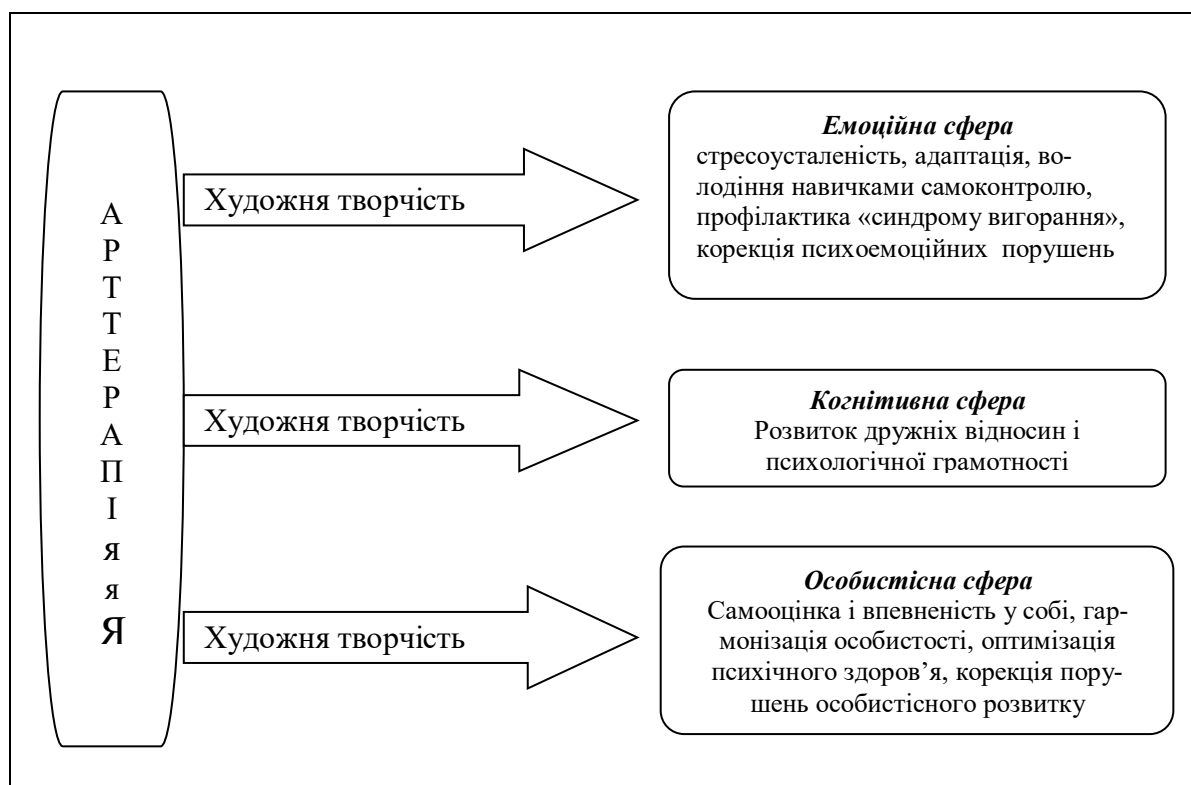 А
Р
Т
Т
Е
Р
А
П
І
я
я
Я
Художня творчість
Емоційна сфера
стресоусталеність, адаптація, во-
лодіння навичками самоконтролю,
профілактика «синдрому вигорання»,
корекція психоемоційних порушень
Художня творчість
Когнітивна сфера
Розвиток дружніх відносин і
психологічної грамотності
Художня творчість
Особистісна сфера
Самооцінка і впевненість у собі, гар-
монізація особистості, оптимізація
психічного здоров’я, корекція пору-
шень особистісного розвитку